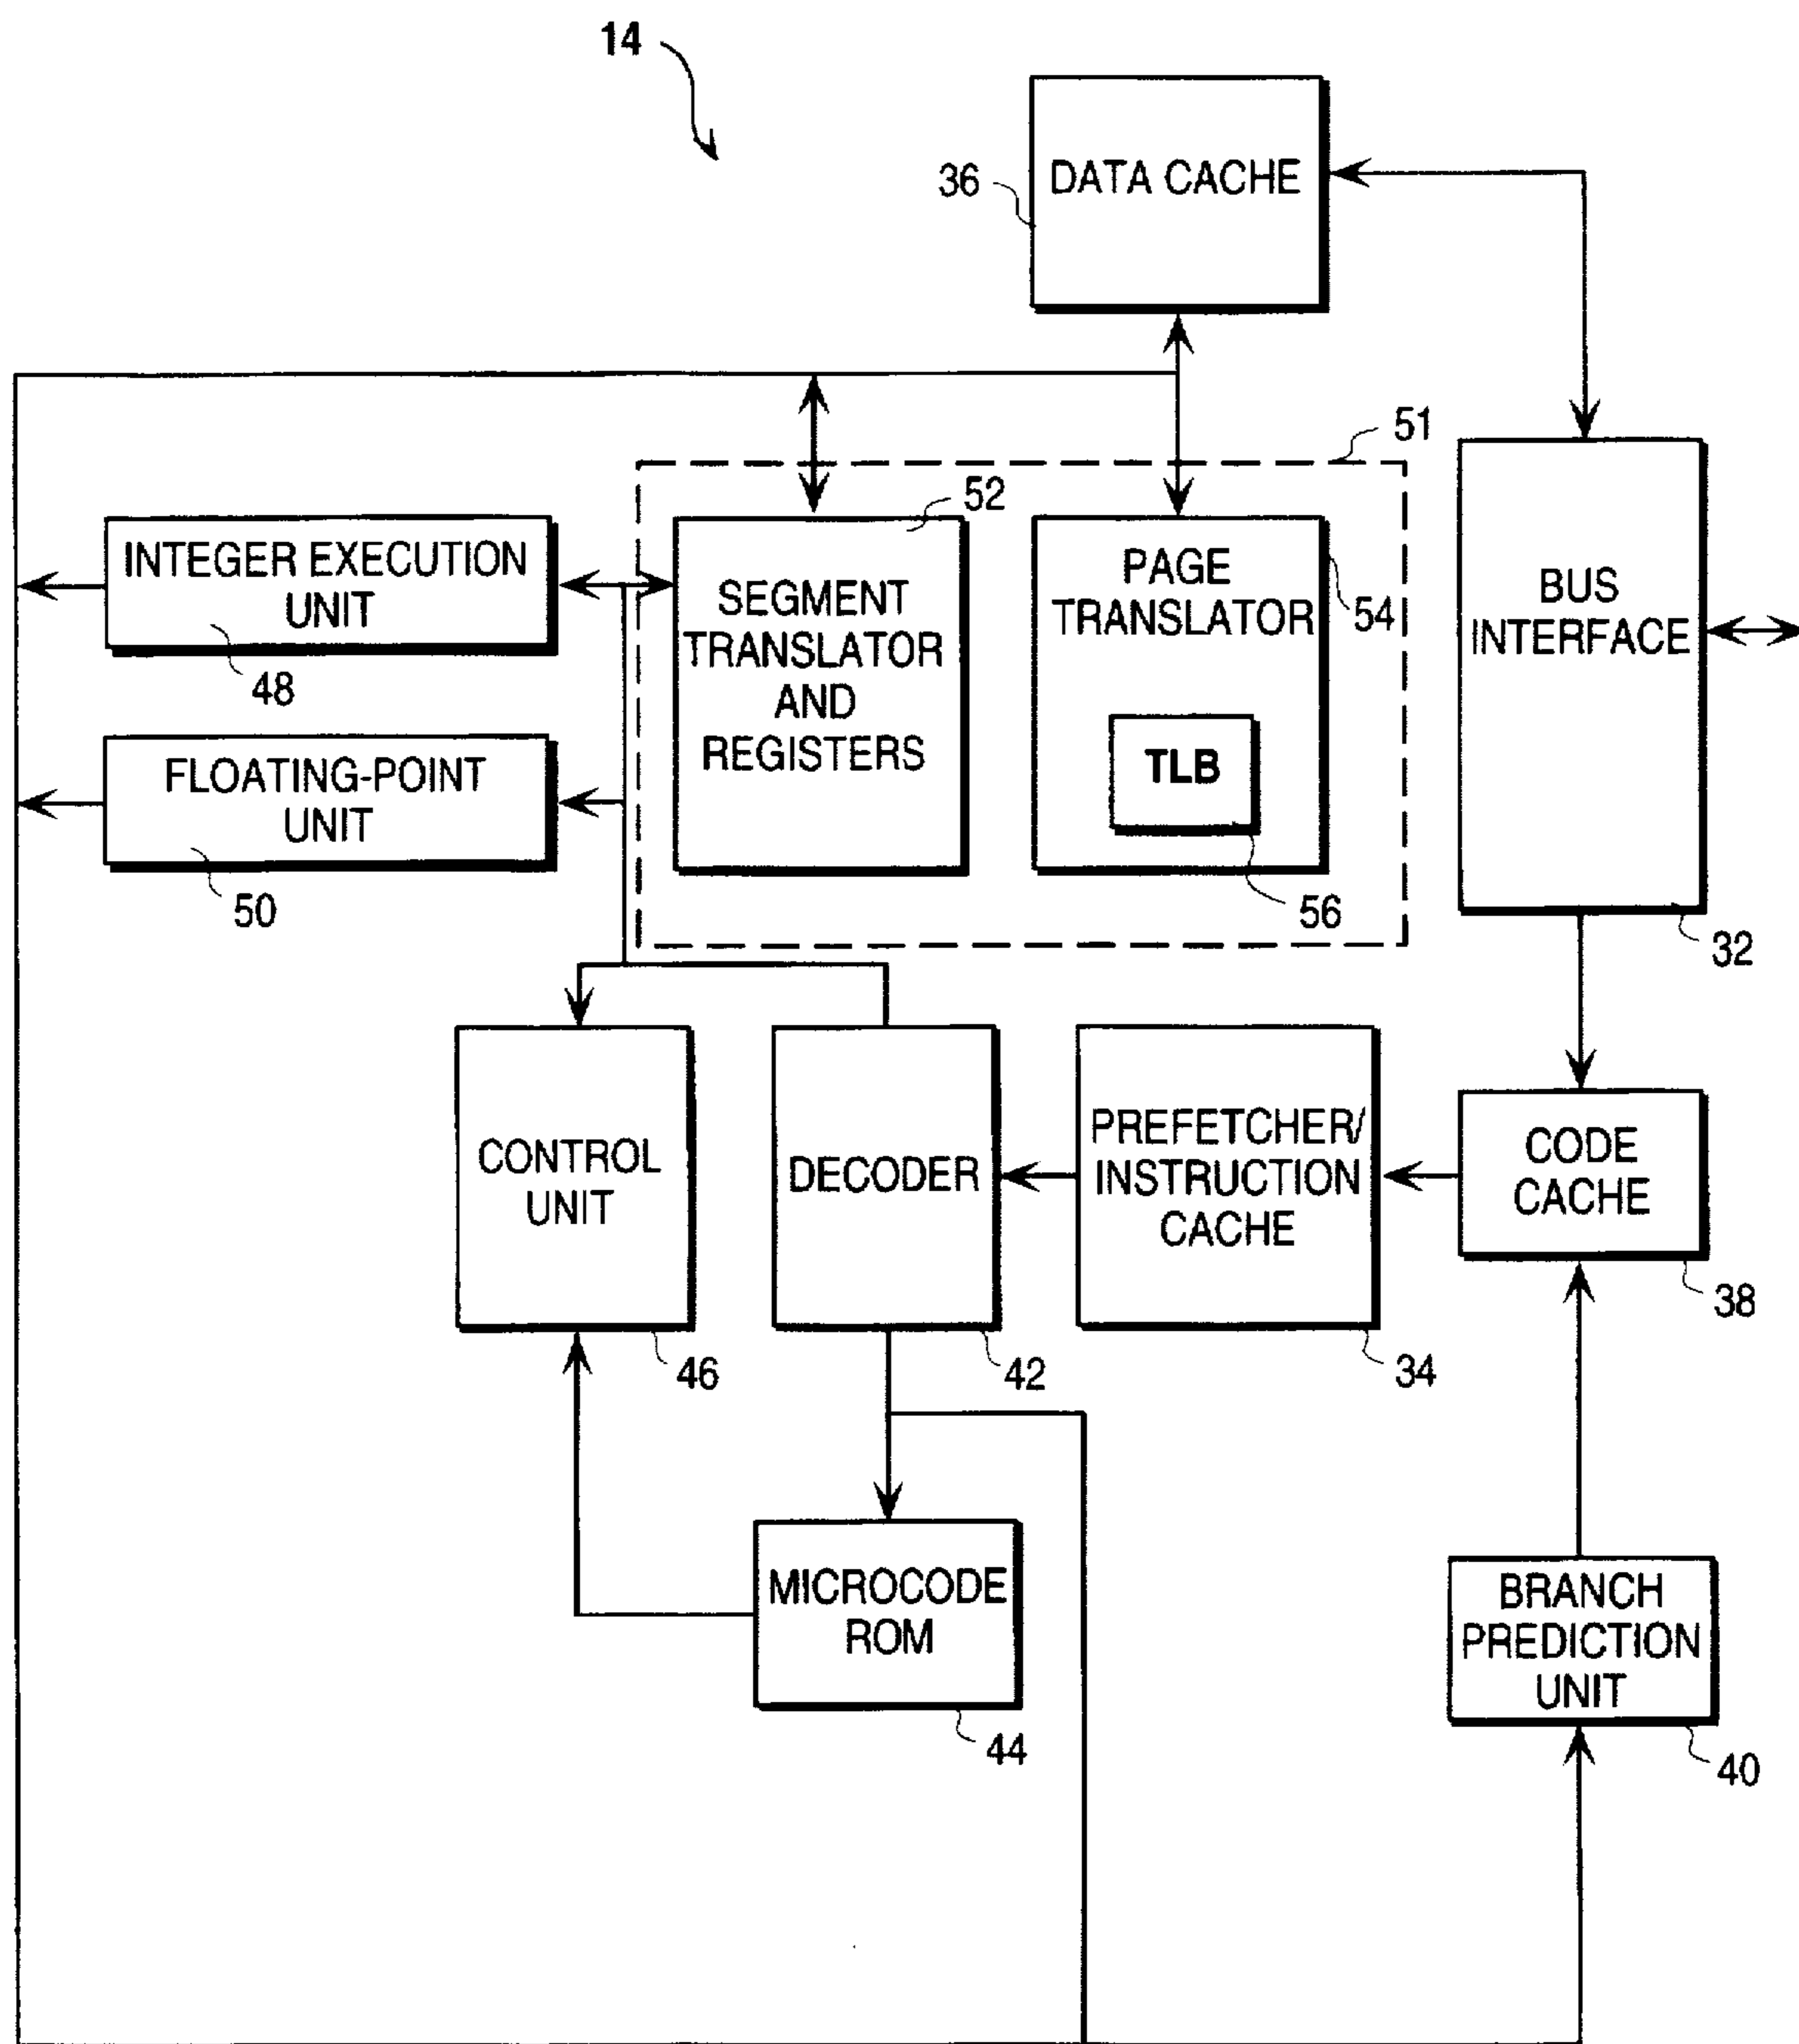 14
DATA CACHE
36
51
52
INTEGER EXECUTION
UNIT
48
SEGMENT
TRANSLATOR
AND
REGISTERS
PAGE
TRANSLATOR
54
TLB
56
BUS
INTERFACE
32
FLOATING-POINT
UNIT
50
CONTROL
UNIT
46
DECODER
42
PREFETCHER/
INSTRUCTION
CACHE
34
CODE
CACHE
38
MICROCODE
ROM
44
BRANCH
PREDICTION
UNIT
40